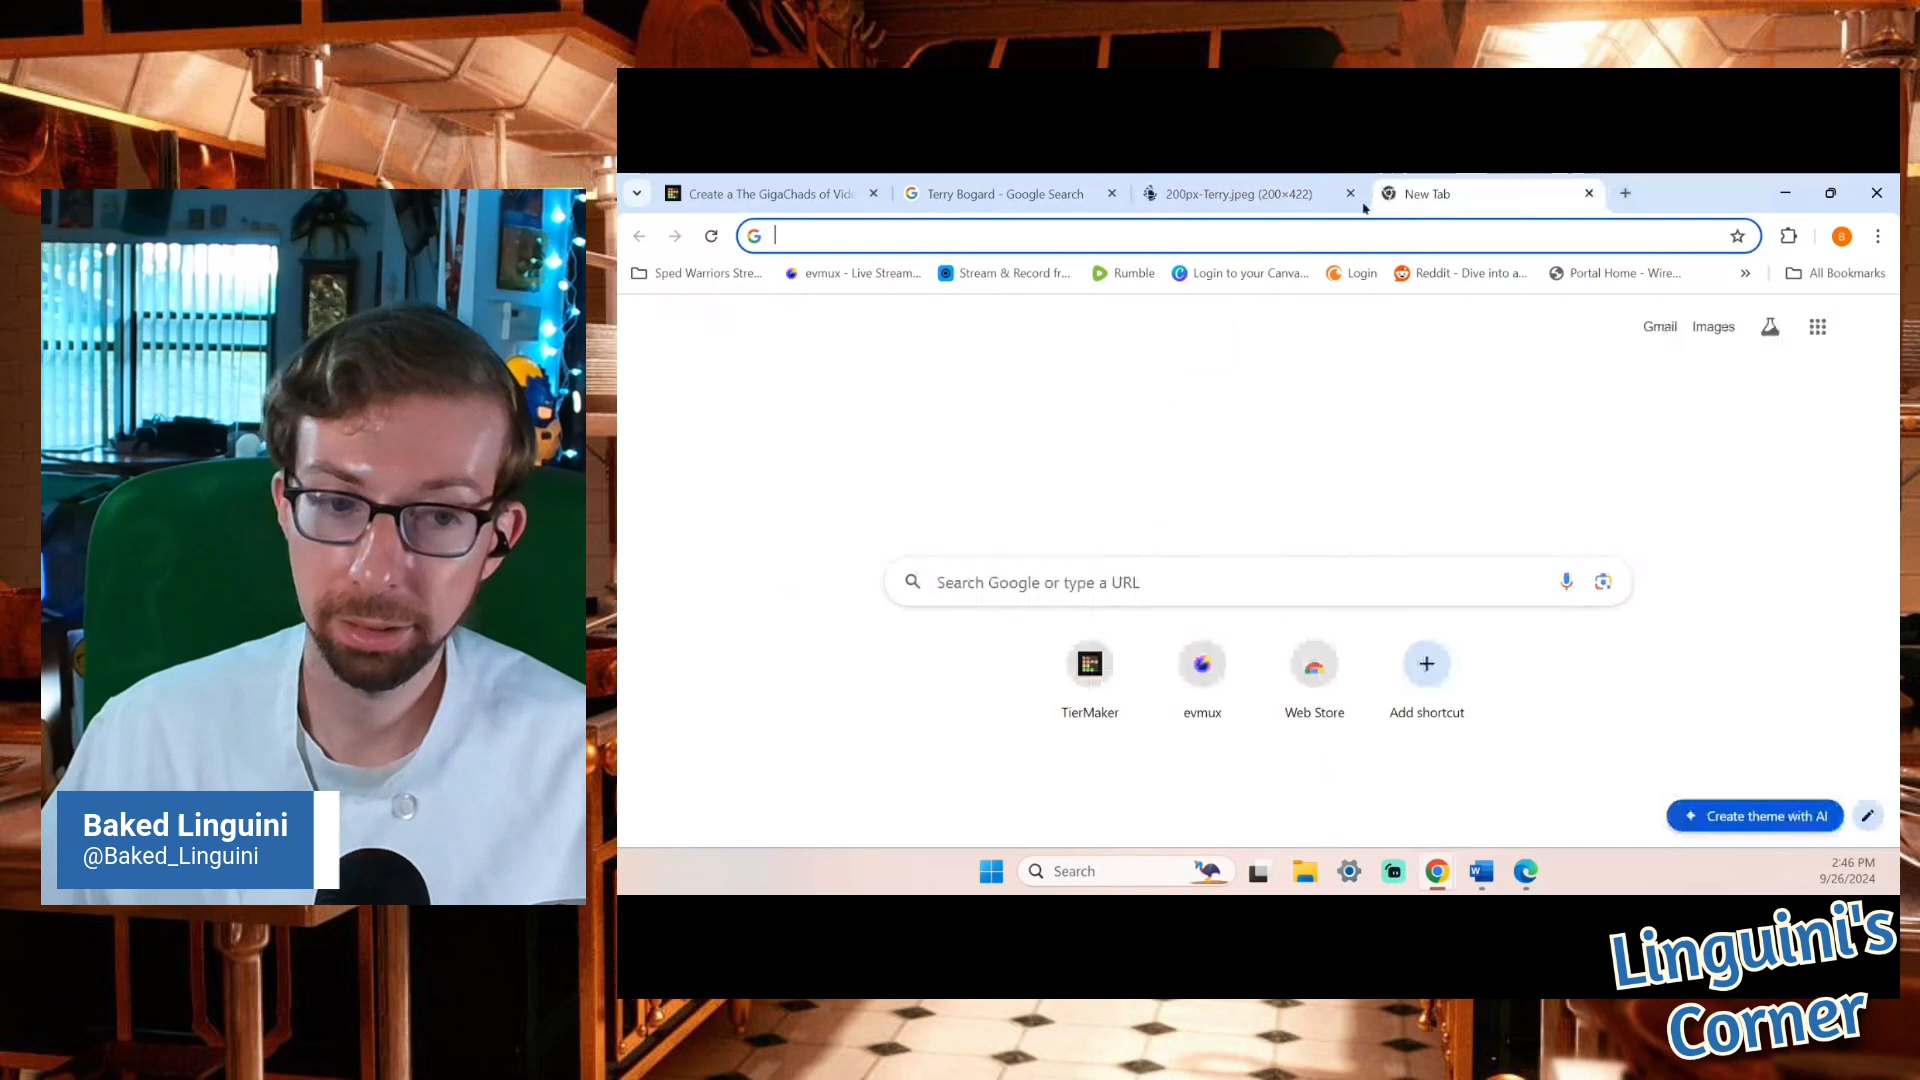 Create a The GigaChads of Vide
Terry Bogard - Google Search
200px-Terry.jpeg (200×422)
New Tab
Sped Warriors Stre...
evmux - Live Stream...
Stream & Record fr...
Rumble
Login to your Canva...
Login
Reddit - Dive into a...
Portal Home - Wire...
»
All Bookmarks
B
Gmail
Images
Search Google or type a URL
TierMaker
evmux
Web Store
Add shortcut
Create theme with AI
Search
2:46 PM
9/26/2024
Baked Linguini
@Baked_Linguini
Linguini's
Corner